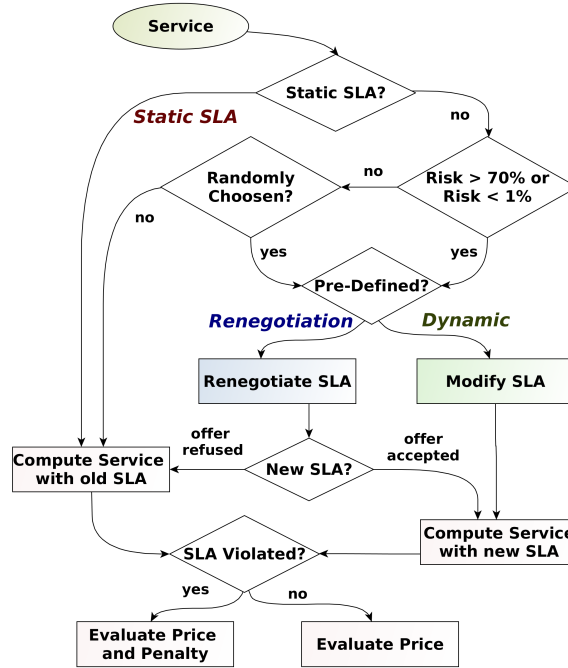 Service
Static SLA?
Static SLA
no
Randomly
Choosen?
no
Risk > 70% or
Risk < 1%
no
yes
yes
Pre-Defined?
Renegotiation
Dynamic
Renegotiate SLA
Modify SLA
offer
refused
New SLA?
offer
accepted
Compute Service
with old SLA
Compute Service
with new SLA
SLA Violated?
yes
no
Evaluate Price
and Penalty
Evaluate Price